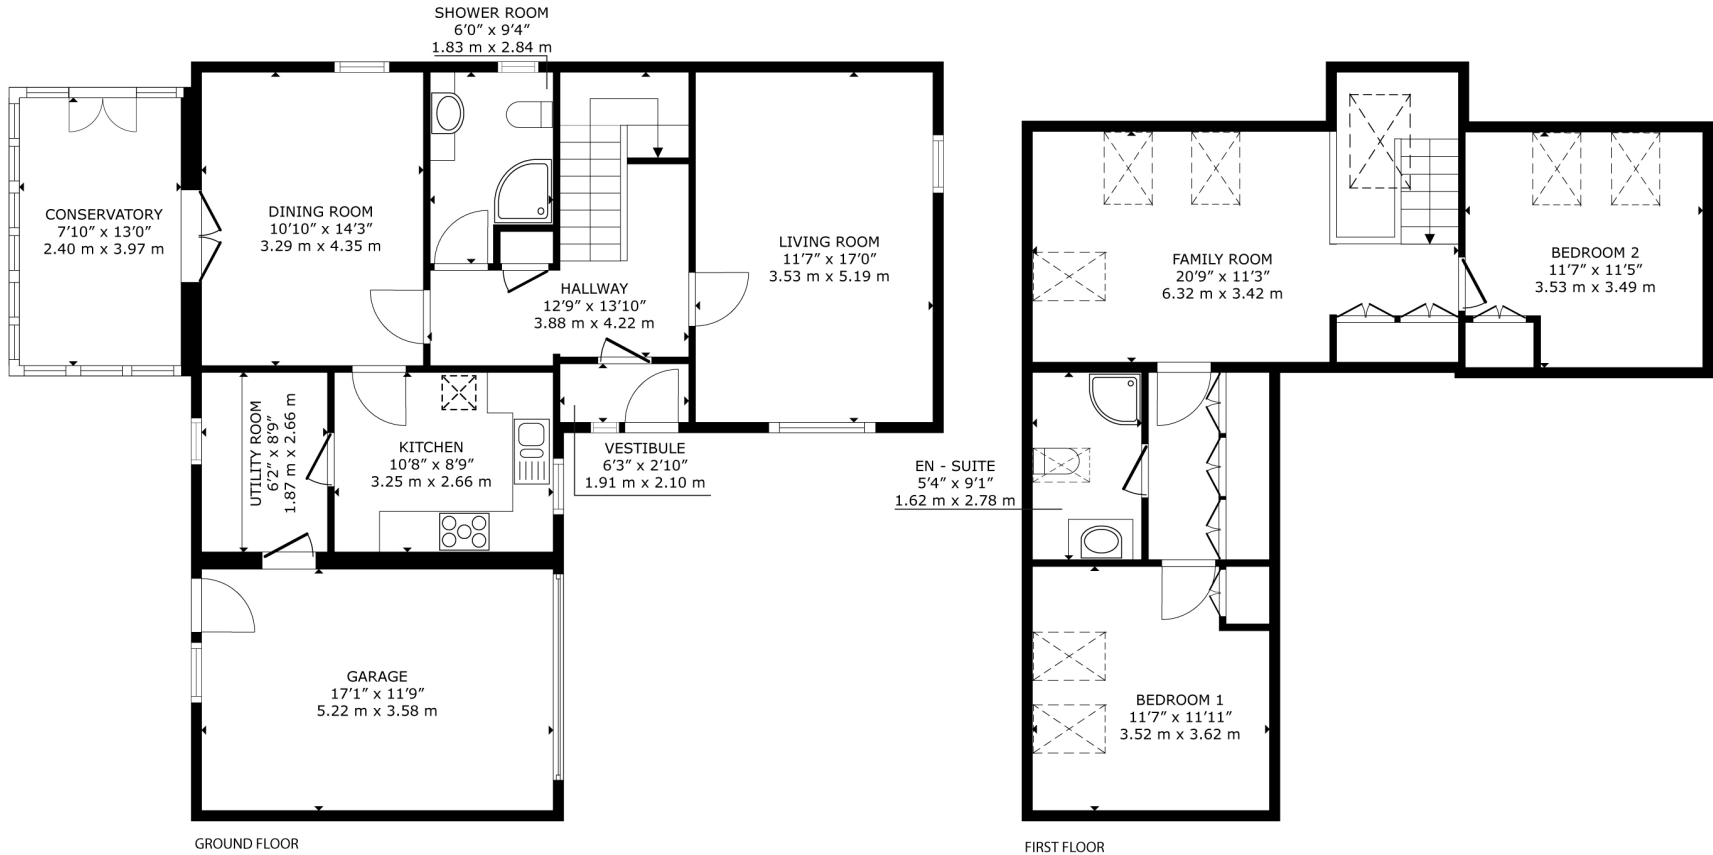 SHOWER ROOM
6’0” x 9’4”
1.83 m x 2.84 m
CONSERVATORY
7’10” x 13’0”
2.40 m x 3.97 m
DINING ROOM
10’10” x 14’3”
3.29 m x 4.35 m
HALLWAY
12’9” x 13’10”
3.88 m x 4.22 m
LIVING ROOM
11’7” x 17’0”
3.53 m x 5.19 m
UTILITY ROOM
6’2” x 8’9”
1.87 m x 2.66 m
KITCHEN
10’8” x 8’9”
3.25 m x 2.66 m
VESTIBULE
6’3” x 2’10”
1.91 m x 2.10 m
GARAGE
17’1” x 11’9”
5.22 m x 3.58 m
GROUND FLOOR
FAMILY ROOM
20’9” x 11’3”
6.32 m x 3.42 m
BEDROOM 2
11’7” x 11’5”
3.53 m x 3.49 m
EN - SUITE
5’4” x 9’1”
1.62 m x 2.78 m
BEDROOM 1
11’7” x 11’11”
3.52 m x 3.62 m
FIRST FLOOR